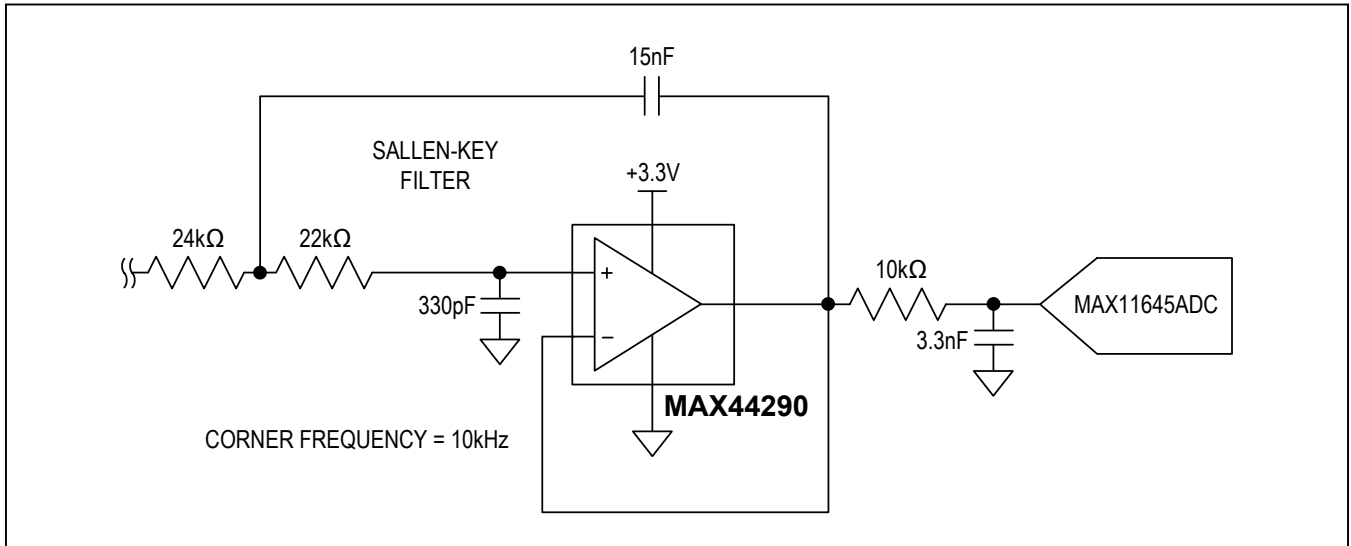 15nF
SALLEN-KEY
FILTER
+3.3V
24kΩ
22kΩ
10kΩ
+
330pF
−
3.3nF
MAX11645ADC
MAX44290
CORNER FREQUENCY = 10kHz